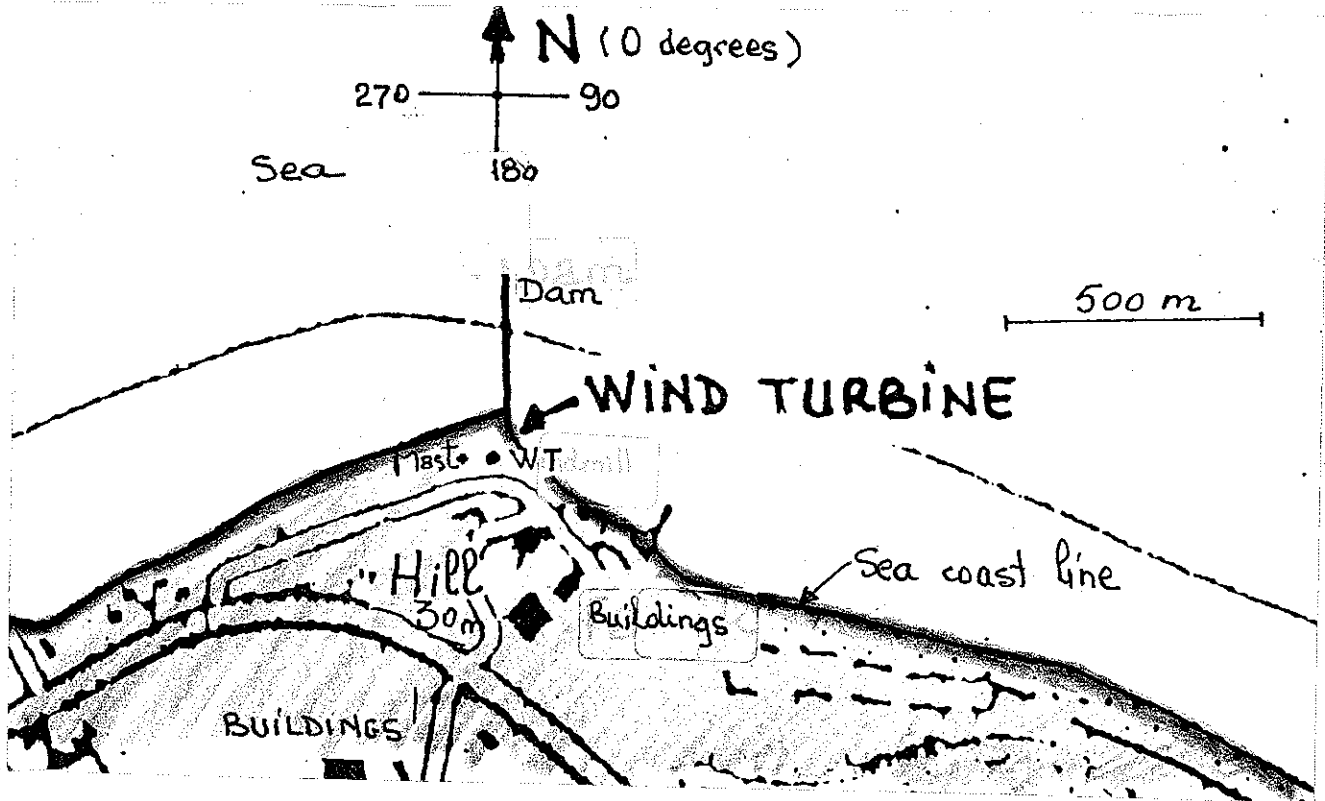 N (0 degrees)
270
90
180
Sea
Dam
500 m
WIND TURBINE
Mast
WT
Hill
30m
Sea coast line
Buildings
BUILDINGS